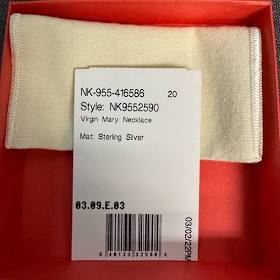 NK-955-416586 20
Style: NK9552590
Virgin Mary Necklace
Mat: Sterling Silver
03.09.E.03
03/02/22PM